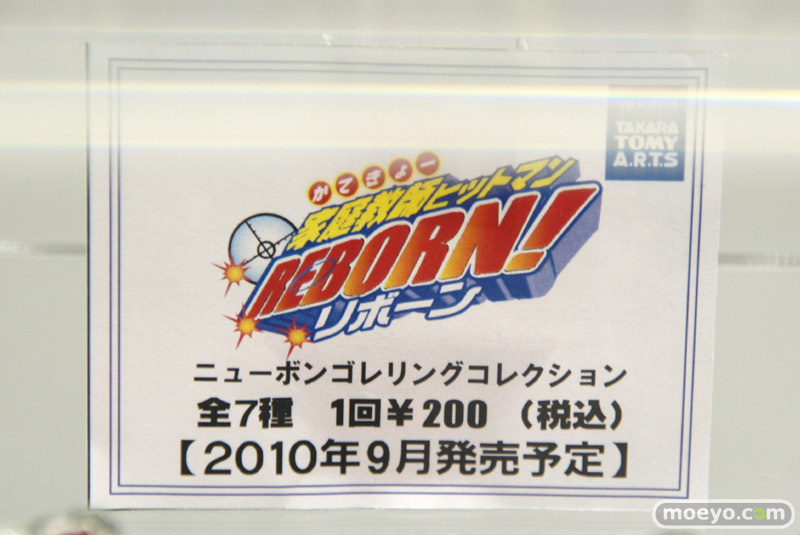 TAKARA
TOMY
A.R.T.S
かてきょー
家庭教師ヒットマン
REBORN!
リボーン
ニューボンゴレリングコレクション
全7種 1回¥200 (税込)
【2010年9月発売予定】
moeyo.com